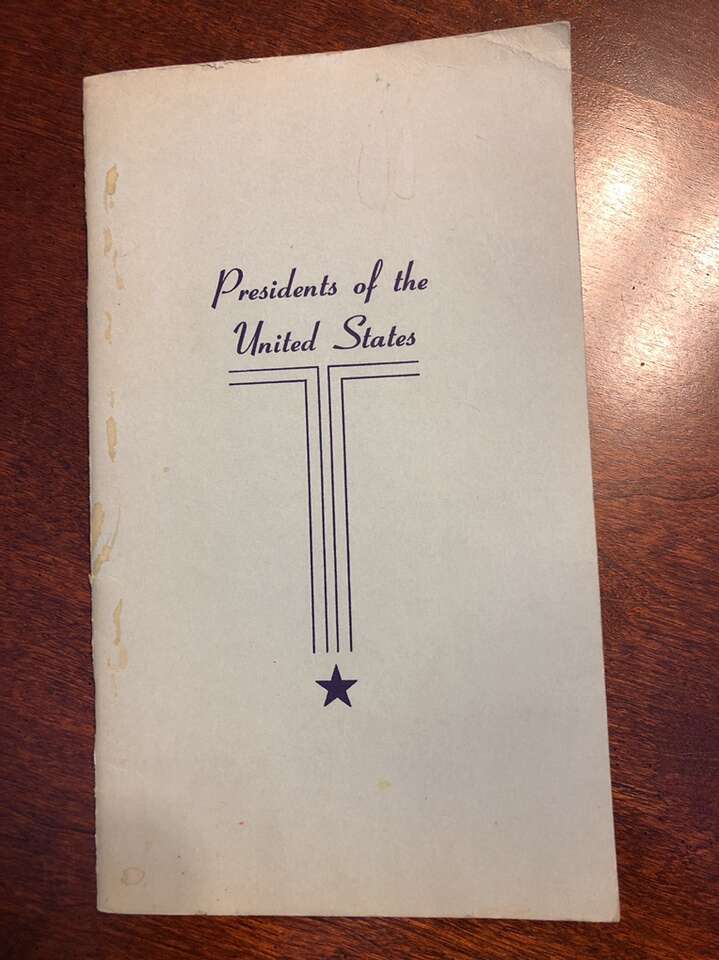 Presidents of the
United States